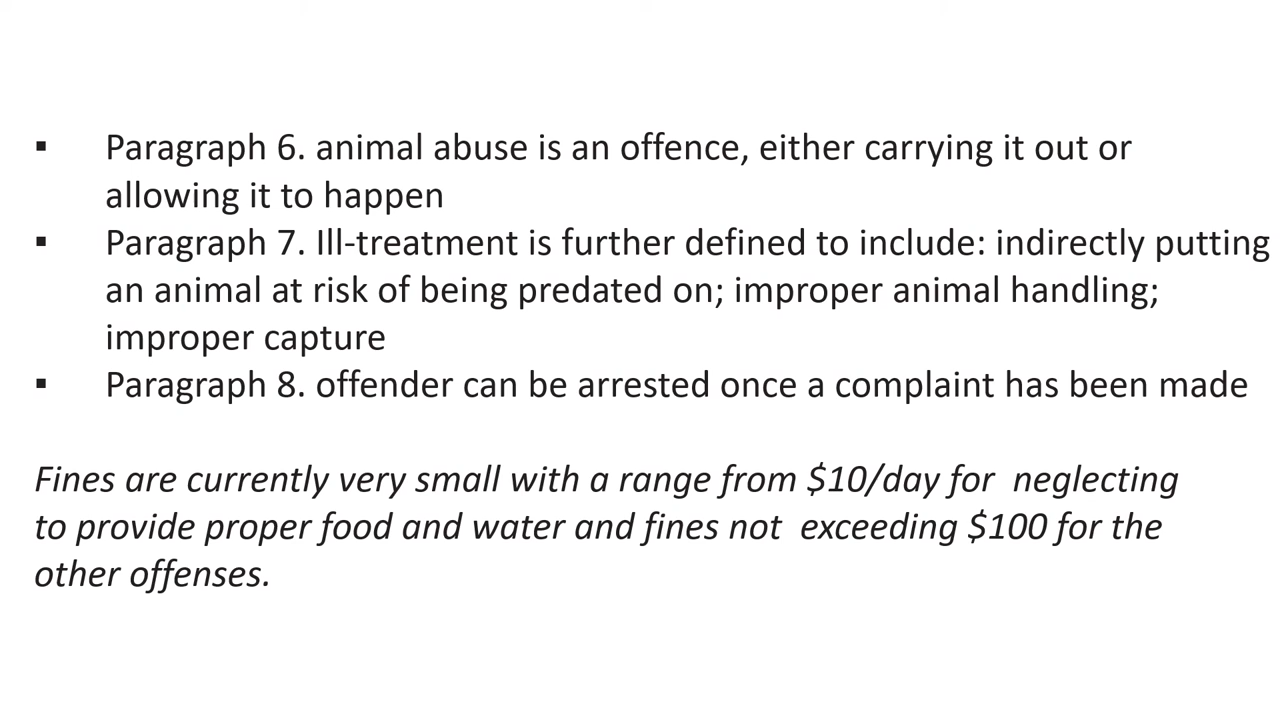 ▪ Paragraph 6. animal abuse is an offence, either carrying it out or
allowing it to happen
▪ Paragraph 7. Ill-treatment is further defined to include: indirectly putting
an animal at risk of being predated on; improper animal handling;
improper capture
▪ Paragraph 8. offender can be arrested once a complaint has been made
Fines are currently very small with a range from $10/day for neglecting
to provide proper food and water and fines not exceeding $100 for the
other offenses.